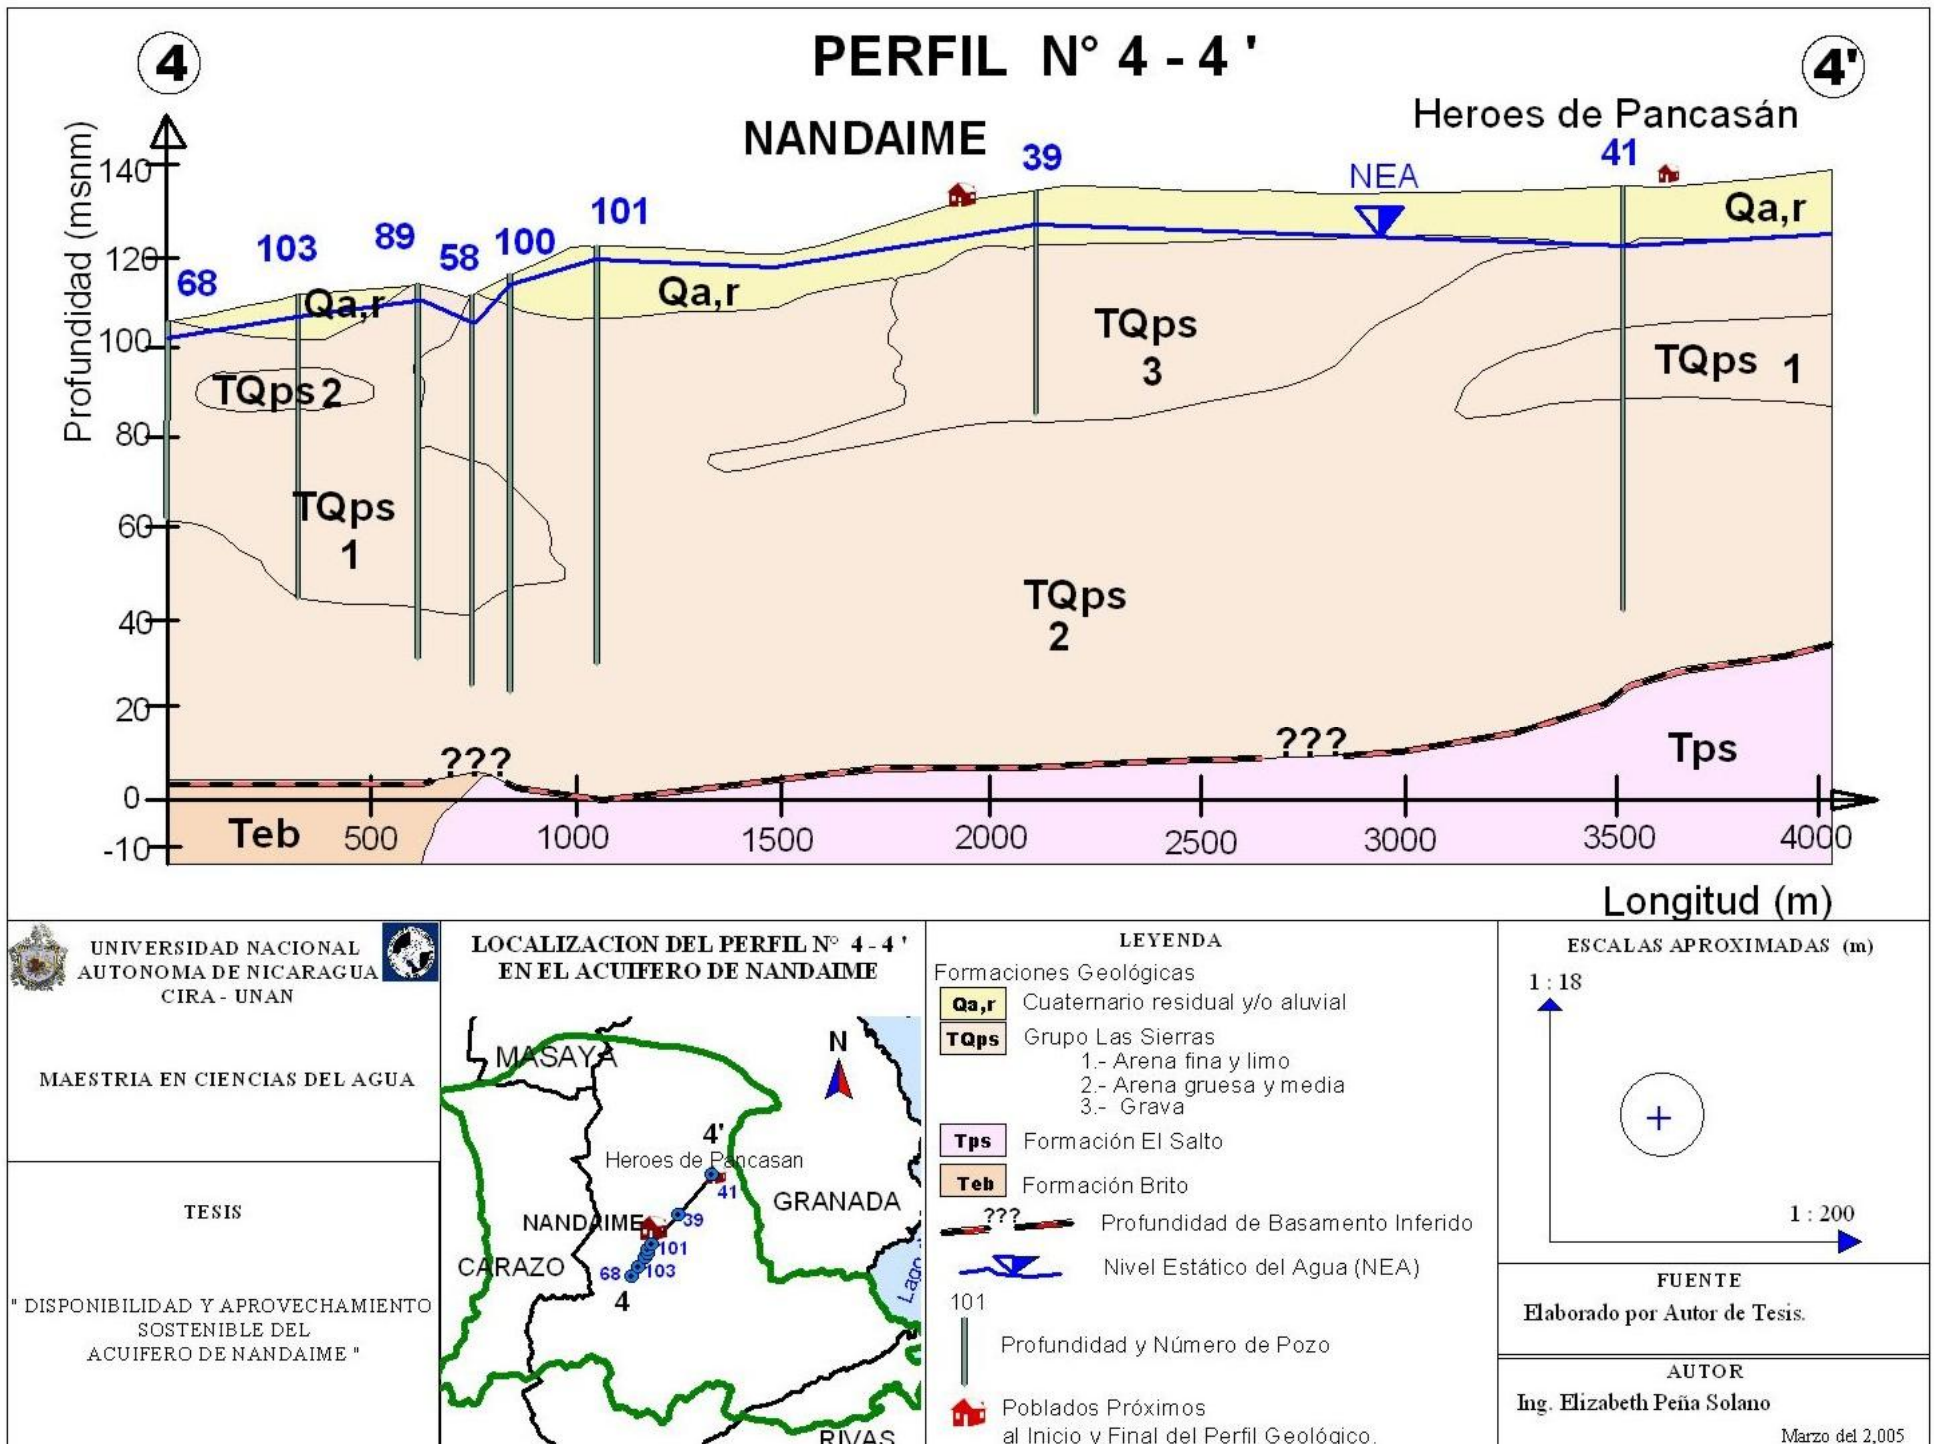 4
PERFIL N° 4 - 4 '
4'
Heroes de Pancasán
NANDAIME
Profundidad (msnm)
140
120
100
80
60
40
20
0
-10
68
103
89
58
100
101
39
NEA
41
Qa,r
Qa,r
Qa,r
TQps 2
TQps
1
TQps
3
TQps 1
TQps
2
???
???
Tps
Teb
500
1000
1500
2000
2500
3000
3500
4000
Longitud (m)
UNIVERSIDAD NACIONAL
AUTONOMA DE NICARAGUA
CIRA - UNAN
MAESTRIA EN CIENCIAS DEL AGUA
TESIS
" DISPONIBILIDAD Y APROVECHAMIENTO
SOSTENIBLE DEL
ACUIFERO DE NANDAIME "
LOCALIZACION DEL PERFIL N° 4 - 4 '
EN EL ACUIFERO DE NANDAIME
MASAYA
N
4'
Heroes de Pancasan
41
GRANADA
NANDAIME
39
101
CARAZO
68
103
4
Lago
RIVAS
LEYENDA
Formaciones Geológicas
Qa,r Cuaternario residual y/o aluvial
TQps Grupo Las Sierras
1.- Arena fina y limo
2.- Arena gruesa y media
3.- Grava
Tps Formación El Salto
Teb Formación Brito
??? Profundidad de Basamento Inferido
Nivel Estático del Agua (NEA)
101
Profundidad y Número de Pozo
Poblados Próximos
al Inicio y Final del Perfil Geológico.
ESCALAS APROXIMADAS (m)
1 : 18
1 : 200
FUENTE
Elaborado por Autor de Tesis.
AUTOR
Ing. Elizabeth Peña Solano
Marzo del 2,005